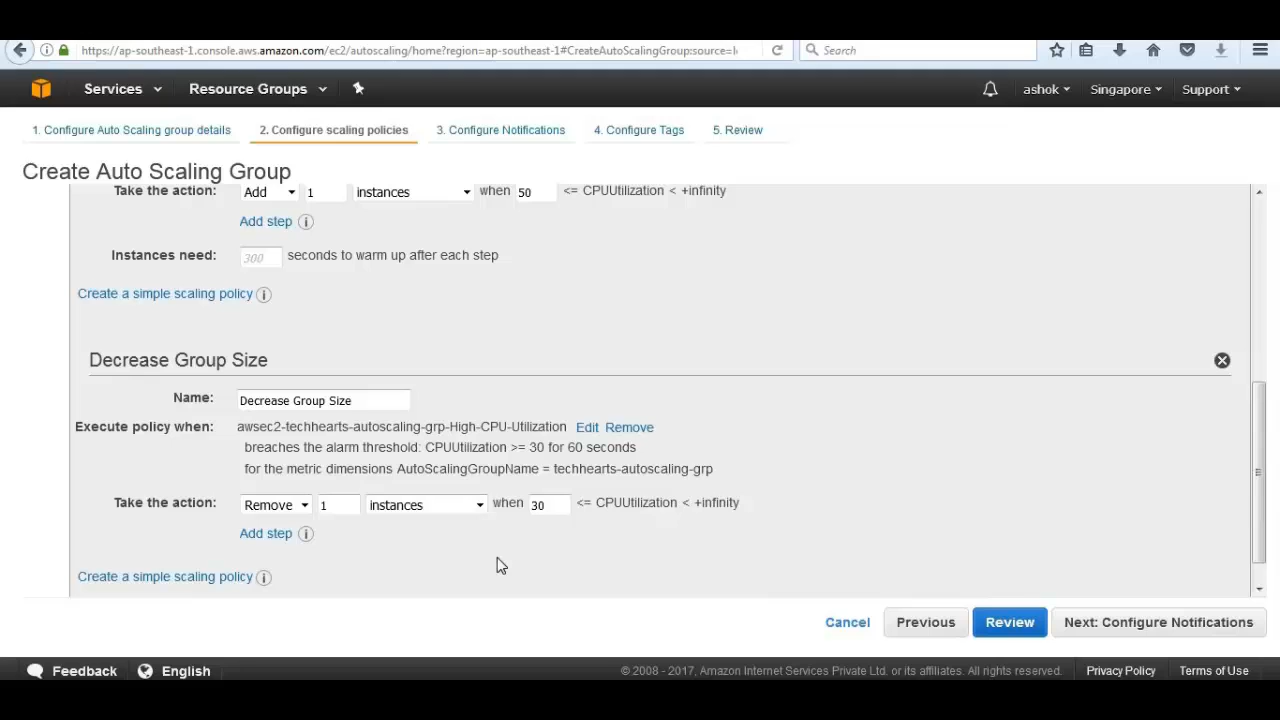 https://ap-southeast-1.console.aws.amazon.com/ec2/autoscaling/home?region=ap-southeast-1#CreateAutoScalingGroup:source=l
Search
Services
Resource Groups
ashok
Singapore
Support
1. Configure Auto Scaling group details
2. Configure scaling policies
3. Configure Notifications
4. Configure Tags
5. Review
Create Auto Scaling Group
Take the action: Add 1 instances when 50 <= CPUUtilization < +infinity
Add step i
Instances need: 300 seconds to warm up after each step
Create a simple scaling policy i
Decrease Group Size
Name: Decrease Group Size
Execute policy when: awsec2-techhearts-autoscaling-grp-High-CPU-Utilization Edit Remove
breaches the alarm threshold: CPUUtilization >= 30 for 60 seconds
for the metric dimensions AutoScalingGroupName = techhearts-autoscaling-grp
Take the action: Remove 1 instances when 30 <= CPUUtilization < +infinity
Add step i
Create a simple scaling policy i
Cancel Previous Review Next: Configure Notifications
Feedback English © 2008 - 2017, Amazon Internet Services Private Ltd. or its affiliates. All rights reserved. Privacy Policy Terms of Use